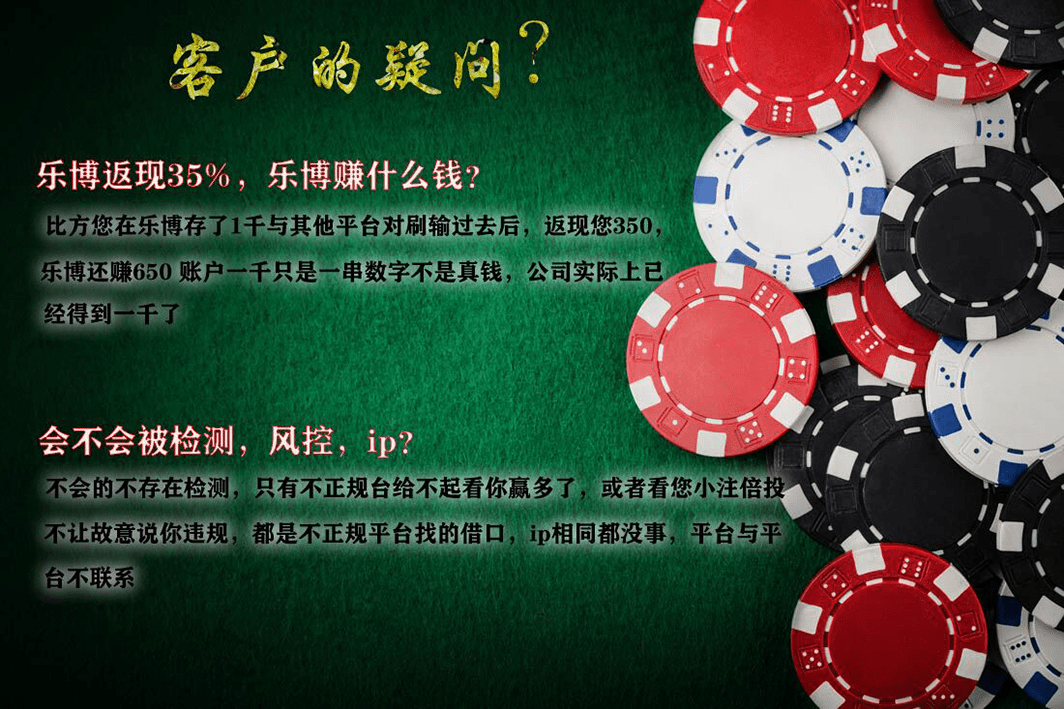 客户的疑问?
乐博返现35%，乐博赚什么钱?
比方您在乐博存了1千与其他平台对刷输过去后，返现您350，
乐博还赚650 账户一千只是一串数字不是真钱，公司实际上已
经得到一千了
会不会被检测，风控，ip?
不会的不存在检测，只有不正规台给不起看你赢多了，或者看您小注倍投
不让故意说你违规，都是不正规平台找的借口，ip相同都没事，平台与平
台不联系